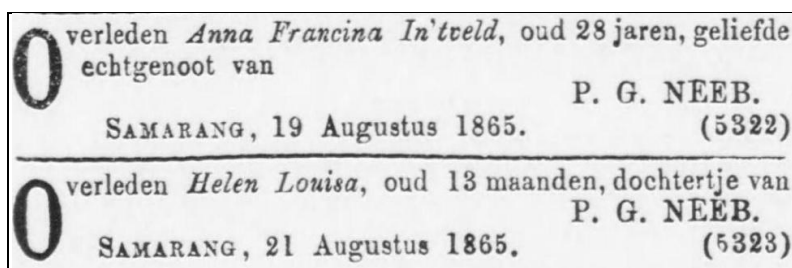 Overleden Anna Francina In'tveld, oud 28 jaren, geliefde
echtgenoot van
P. G. NEEB.
SAMARANG, 19 Augustus 1865. (5322)
Overleden Helen Louisa, oud 13 maanden, dochtertje van
P. G. NEEB.
SAMARANG, 21 Augustus 1865. (5323)